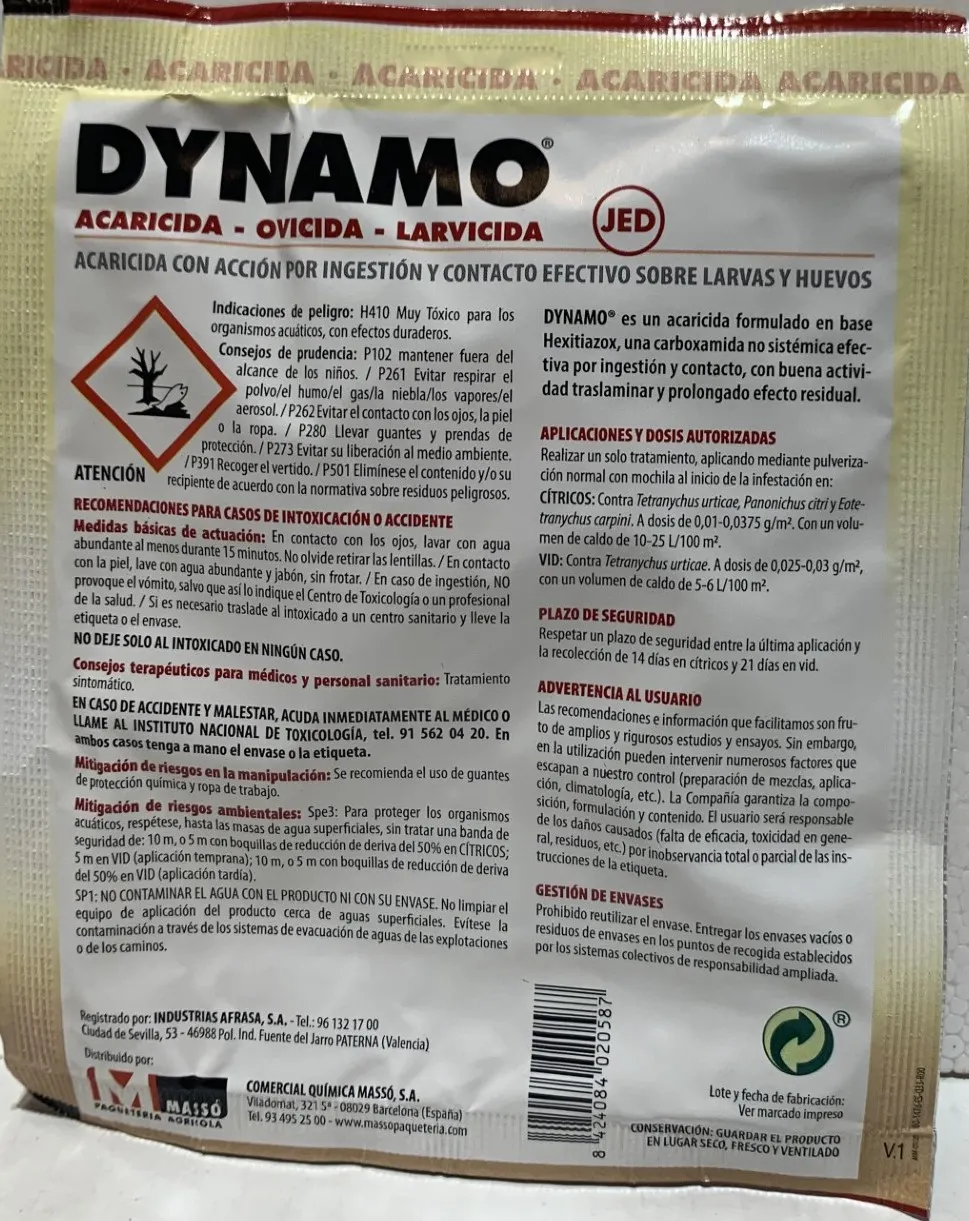 RICIDA · ACARICIDA · ACARICIDA · ACARICIDA ACARICIDA
DYNAMO®
ACARICIDA - OVICIDA - LARVICIDA
JED
ACARICIDA CON ACCIÓN POR INGESTIÓN Y CONTACTO EFECTIVO SOBRE LARVAS Y HUEVOS
Indicaciones de peligro: H410 Muy Tóxico para los
organismos acuáticos, con efectos duraderos.
Consejos de prudencia: P102 mantener fuera del
alcance de los niños. / P261 Evitar respirar el
polvo/el humo/el gas/la niebla/los vapores/el
aerosol. / P262 Evitar el contacto con los ojos, la piel
o la ropa. / P280 Llevar guantes y prendas de
protección. / P273 Evitar su liberación al medio ambiente.
/ P391 Recoger el vertido. / P501 Elimínese el contenido y/o su
recipiente de acuerdo con la normativa sobre residuos peligrosos.
ATENCIÓN
RECOMENDACIONES PARA CASOS DE INTOXICACIÓN O ACCIDENTE
Medidas básicas de actuación: En contacto con los ojos, lavar con agua
abundante al menos durante 15 minutos. No olvide retirar las lentillas. / En contacto
con la piel, lave con agua abundante y jabón, sin frotar. / En caso de ingestión, NO
provoque el vómito, salvo que así lo indique el Centro de Toxicología o un profesional
de la salud. / Si es necesario traslade al intoxicado a un centro sanitario y lleve la
etiqueta o el envase.
NO DEJE SOLO AL INTOXICADO EN NINGÚN CASO.
Consejos terapéuticos para médicos y personal sanitario: Tratamiento
sintomático.
EN CASO DE ACCIDENTE Y MALESTAR, ACUDA INMEDIATAMENTE AL MÉDICO O
LLAME AL INSTITUTO NACIONAL DE TOXICOLOGÍA, tel. 91 562 04 20. En
ambos casos tenga a mano el envase o la etiqueta.
Mitigación de riesgos en la manipulación: Se recomienda el uso de guantes
de protección química y ropa de trabajo.
Mitigación de riesgos ambientales: Spe3: Para proteger los organismos
acuáticos, respétese, hasta las masas de agua superficiales, sin tratar una banda de
seguridad de: 10 m, o 5 m con boquillas de reducción de deriva del 50% en CÍTRICOS;
5 m en VID (aplicación temprana); 10 m, o 5 m con boquillas de reducción de deriva
del 50% en VID (aplicación tardía).
SP1: NO CONTAMINAR EL AGUA CON EL PRODUCTO NI CON SU ENVASE. No limpiar el
equipo de aplicación del producto cerca de aguas superficiales. Evítese la
contaminación a través de los sistemas de evacuación de aguas de las explotaciones
o de los caminos.
DYNAMO® es un acaricida formulado en base
Hexitiazox, una carboxamida no sistémica efec-
tiva por ingestión y contacto, con buena activi-
dad traslaminar y prolongado efecto residual.
APLICACIONES Y DOSIS AUTORIZADAS
Realizar un solo tratamiento, aplicando mediante pulveriza-
ción normal con mochila al inicio de la infestación en:
CÍTRICOS: Contra Tetranychus urticae, Panonichus citri y Eote-
tranychus carpini. A dosis de 0,01-0,0375 g/m². Con un volu-
men de caldo de 10-25 L/100 m².
VID: Contra Tetranychus urticae. A dosis de 0,025-0,03 g/m²,
con un volumen de caldo de 5-6 L/100 m².
PLAZO DE SEGURIDAD
Respetar un plazo de seguridad entre la última aplicación y
la recolección de 14 días en cítricos y 21 días en vid.
ADVERTENCIA AL USUARIO
Las recomendaciones e información que facilitamos son fru-
to de amplios y rigurosos estudios y ensayos. Sin embargo,
en la utilización pueden intervenir numerosos factores que
escapan a nuestro control (preparación de mezclas, aplica-
ción, climatología, etc.). La Compañía garantiza la compo-
sición, formulación y contenido. El usuario será responsable
de los daños causados (falta de eficacia, toxicidad en gene-
ral, residuos, etc.) por inobservancia total o parcial de las ins-
trucciones de la etiqueta.
GESTIÓN DE ENVASES
Prohibido reutilizar el envase. Entregar los envases vacíos o
residuos de envases en los puntos de recogida establecidos
por los sistemas colectivos de responsabilidad ampliada.
Registrado por: INDUSTRIAS AFRASA, S.A. - Tel.: 96 132 17 00
Ciudad de Sevilla, 53 - 46988 Pol. Ind. Fuente del Jarro PATERNA (Valencia)
Distribuido por:
MASSÓ
PAQUETERIA AGRICOLA
COMERCIAL QUÍMICA MASSÓ, S.A.
Viladomat, 321 5ª - 08029 Barcelona (España)
Tel. 93 495 25 00 - www.massopaqueteria.com
8 424084 020587
®
Lote y fecha de fabricación:
Ver marcado impreso
CONSERVACIÓN: GUARDAR EL PRODUCTO
EN LUGAR SECO, FRESCO Y VENTILADO
V.1